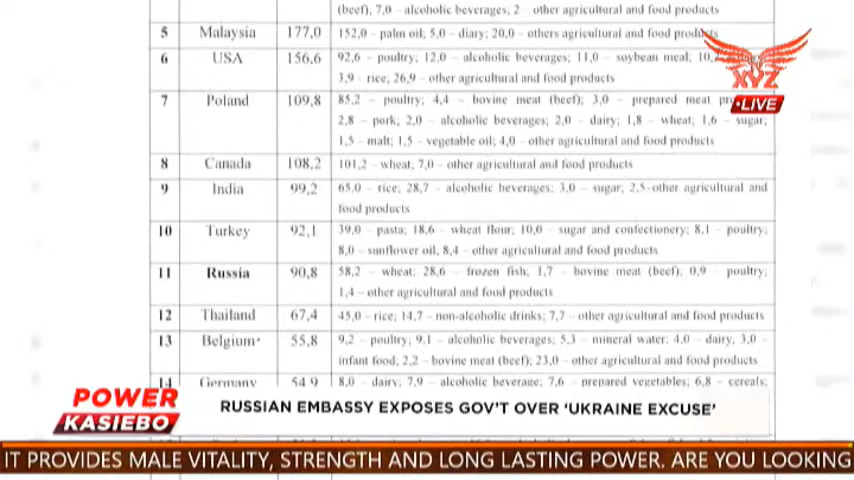 (beef), 7,0 – alcoholic beverages, 2 – other agricultural and food products
5 Malaysia 177,0 152,0 – palm oil; 5,0 – diary; 20,0 – others agricultural and food products
6 USA 156,6 92,6 – poultry; 12,0 – alcoholic beverages; 11,0 – soybean meal;
3,9 – rice; 26,9 – other agricultural and food products
7 Poland 109,8 85,2 – poultry; 4,4 – bovine meat (beef); 3,0 – prepared meat
2,8 – pork; 2,0 – alcoholic beverages; 2,0 – dairy; 1,8 – wheat; 1,6 – sugar;
1,5 – malt; 1,5 – vegetable oil; 4,0 – other agricultural and food products
8 Canada 108,2 101,2 – wheat; 7,0 – other agricultural and food products
9 India 99,2 65,0 – rice; 28,7 – alcoholic beverages; 3,0 – sugar; 2,5-other agricultural and
food products
10 Turkey 92,1 39,0 – pasta; 18,6 – wheat flour; 10,0 – sugar and confectionery; 8,1 – poultry;
8,0 – sunflower oil; 8,4 – other agricultural and food products
11 Russia 90,8 58,2 – wheat; 28,6 – frozen fish; 1,7 – bovine meat (beef); 0,9 – poultry;
1,4 – other agricultural and food products
12 Thailand 67,4 45,0 – rice; 14,7 – non-alcoholic drinks; 7,7 – other agricultural and food products
13 Belgium* 55,8 9,2 – poultry; 9,1 – alcoholic beverages; 5,3 – mineral water; 4,0 – dairy, 3,0 –
infant food; 2,2 – bovine meat (beef); 23,0 – other agricultural and food products
14 Germany 54,9 8,0 – dairy; 7,9 – alcoholic beverage; 7,6 – prepared vegetables; 6,8 – cereals;
XYZ
•LIVE
POWER
KASIEBO
RUSSIAN EMBASSY EXPOSES GOV'T OVER 'UKRAINE EXCUSE'
IT PROVIDES MALE VITALITY, STRENGTH AND LONG LASTING POWER. ARE YOU LOOKING